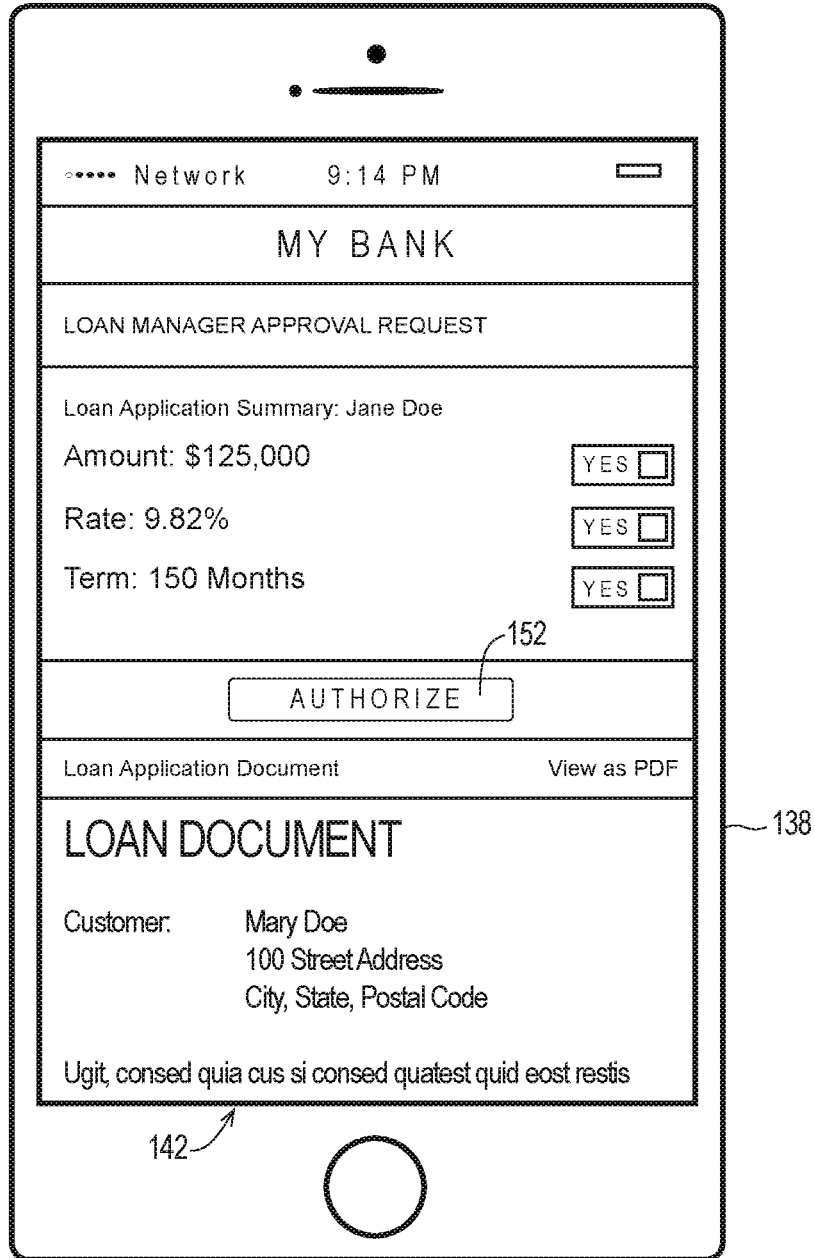 Network 9:14 PM
MY BANK
LOAN MANAGER APPROVAL REQUEST
Loan Application Summary: Jane Doe
Amount: $125,000 YES
Rate: 9.82% YES
Term: 150 Months YES
152
AUTHORIZE
Loan Application Document View as PDF
LOAN DOCUMENT
138
Customer: Mary Doe
100 Street Address
City, State, Postal Code
Ugit, consed quia cus si consed quatest quid eost restis
142